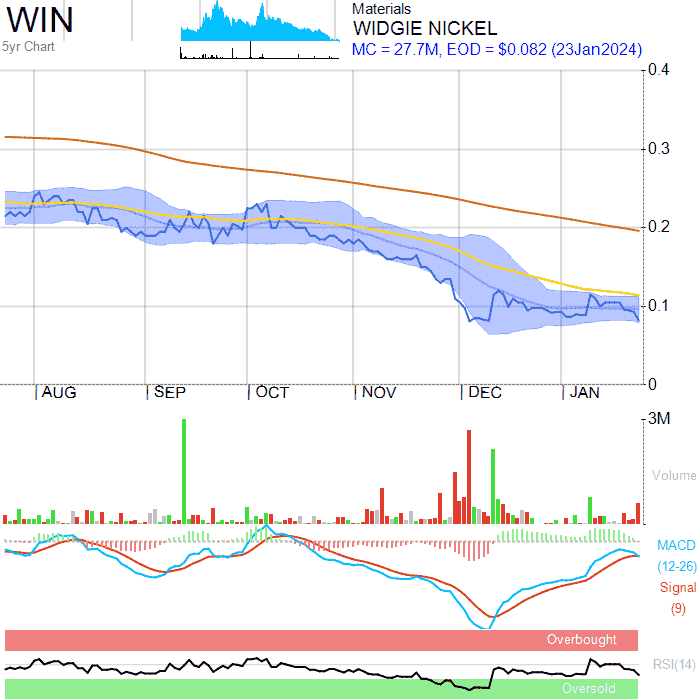 WIN
5yr Chart
Materials
WIDGIE NICKEL
MC = 27.7M, EOD = $0.082 (23Jan2024)
0.4
0.3
0.2
0.1
0
AUG SEP OCT NOV DEC JAN
3M
Volume
MACD
(12-26)
Signal
(9)
Overbought
RSI(14)
Oversold